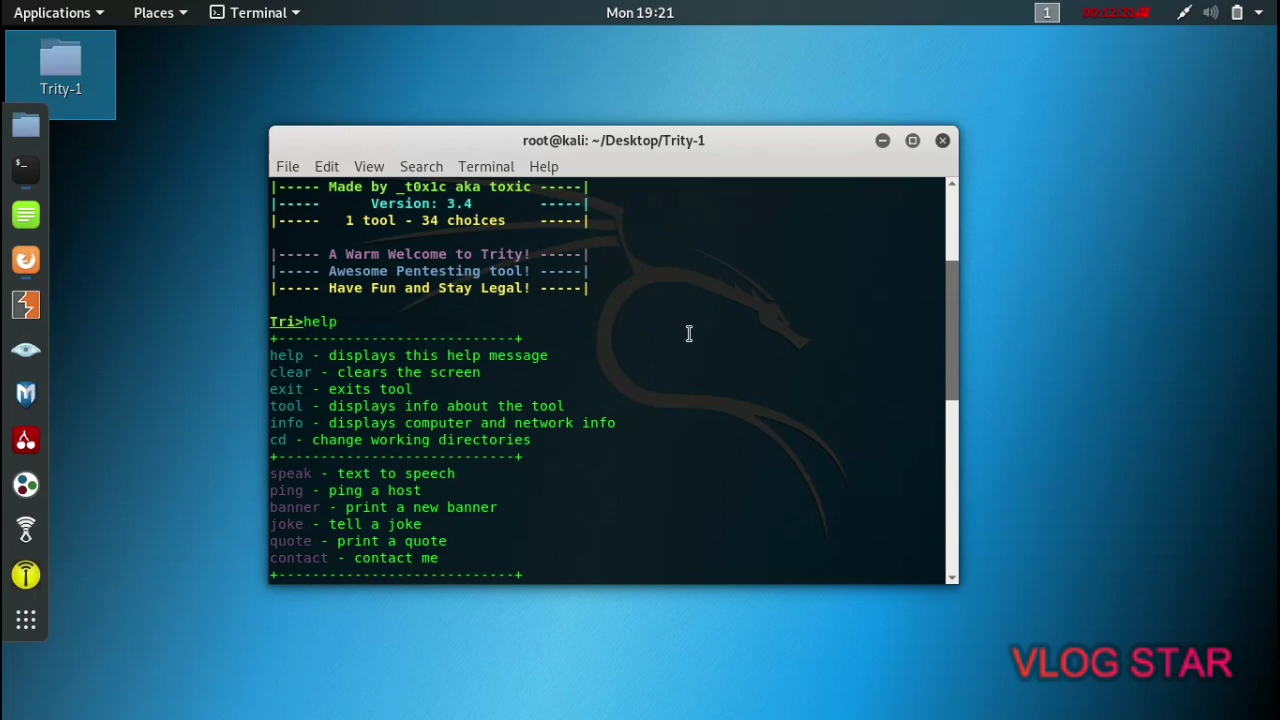 Applications Places Terminal Mon 19:21 1
Trity-1
root@kali: ~/Desktop/Trity-1
File Edit View Search Terminal Help
|----- Made by _t0x1c aka toxic -----|
|----- Version: 3.4 -----|
|----- 1 tool - 34 choices -----|
|----- A Warm Welcome to Trity! -----|
|----- Awesome Pentesting tool! -----|
|----- Have Fun and Stay Legal! -----|
Tri>help
+----------------------------+
help - displays this help message
clear - clears the screen
exit - exits tool
tool - displays info about the tool
info - displays computer and network info
cd - change working directories
+----------------------------+
speak - text to speech
ping - ping a host
banner - print a new banner
joke - tell a joke
quote - print a quote
contact - contact me
+----------------------------+
VLOG STAR